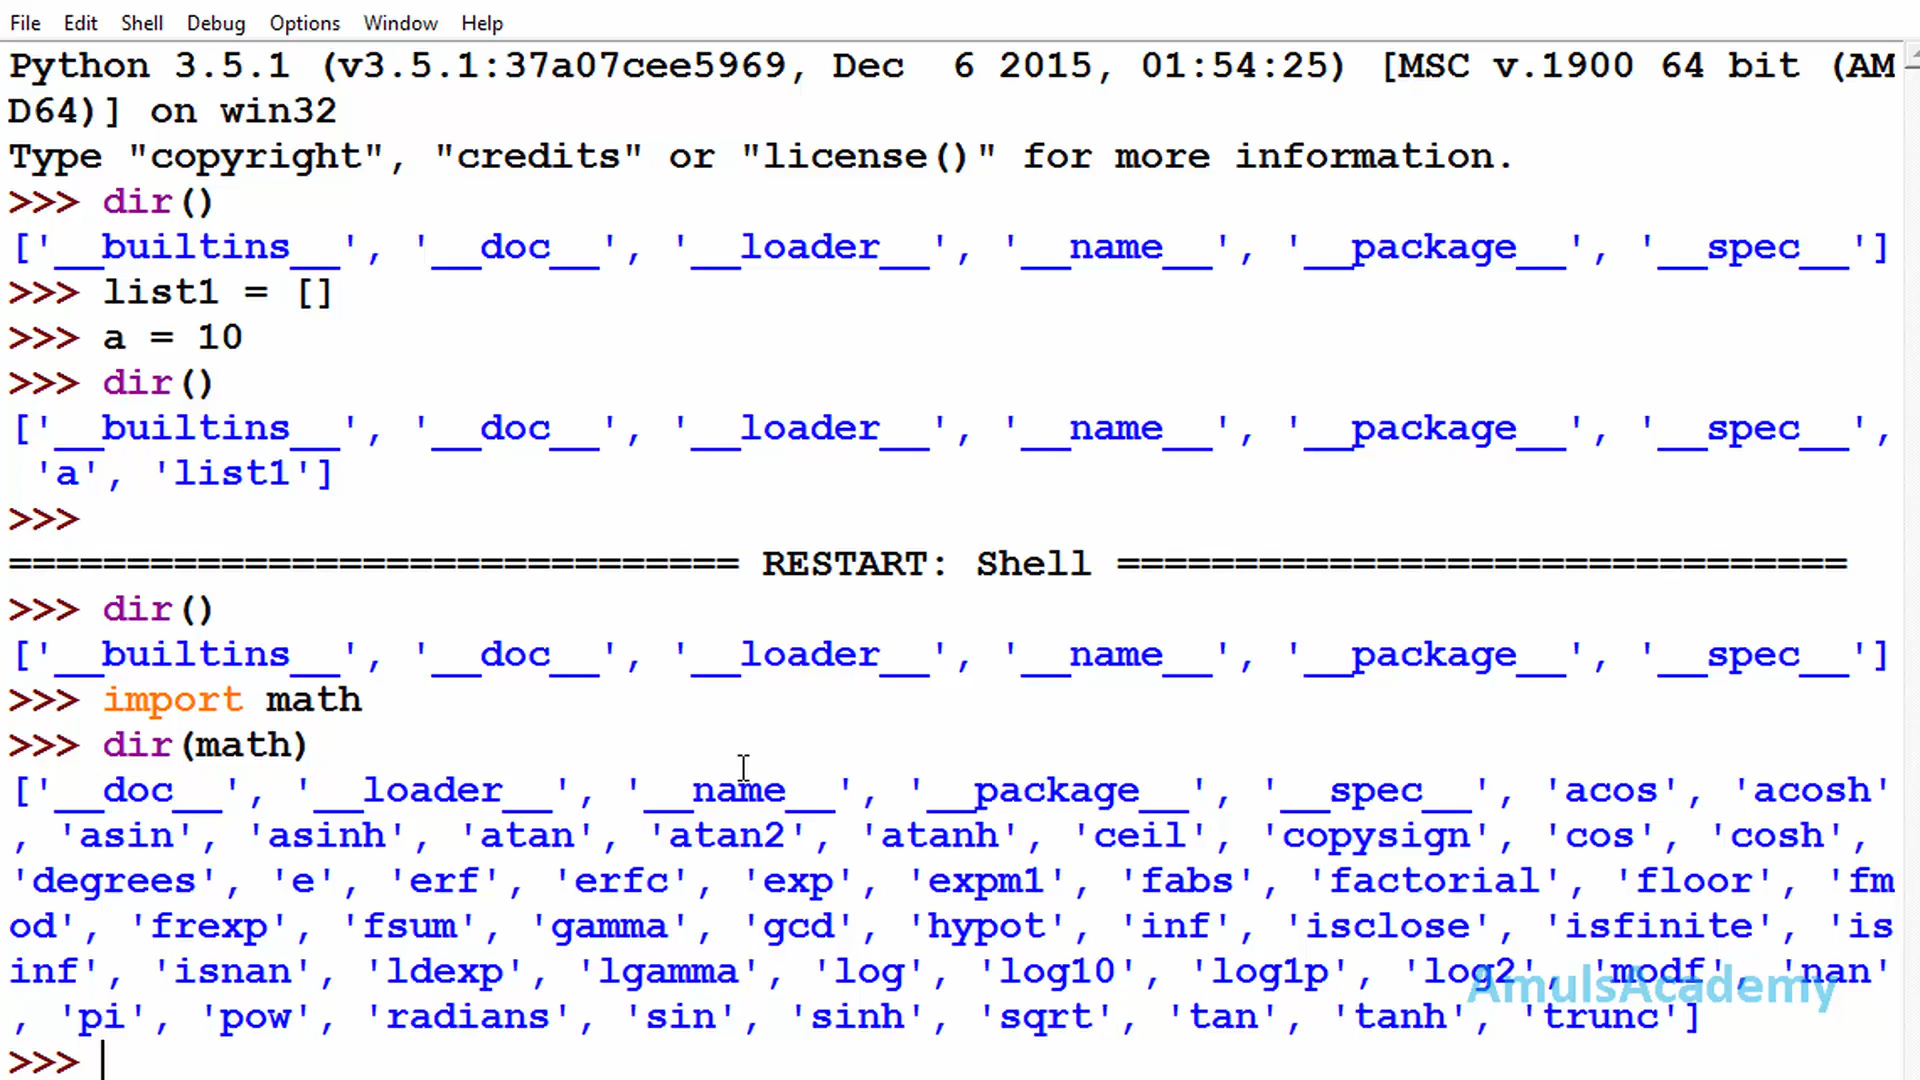 File Edit Shell Debug Options Window Help
Python 3.5.1 (v3.5.1:37a07cee5969, Dec  6 2015, 01:54:25) [MSC v.1900 64 bit (AM
D64)] on win32
Type "copyright", "credits" or "license()" for more information.
>>> dir()
['__builtins__', '__doc__', '__loader__', '__name__', '__package__', '__spec__']
>>> list1 = []
>>> a = 10
>>> dir()
['__builtins__', '__doc__', '__loader__', '__name__', '__package__', '__spec__',
 'a', 'list1']
>>>
=============================== RESTART: Shell ===============================
>>> dir()
['__builtins__', '__doc__', '__loader__', '__name__', '__package__', '__spec__']
>>> import math
>>> dir(math)
['__doc__', '__loader__', '__name__', '__package__', '__spec__', 'acos', 'acosh'
, 'asin', 'asinh', 'atan', 'atan2', 'atanh', 'ceil', 'copysign', 'cos', 'cosh',
'degrees', 'e', 'erf', 'erfc', 'exp', 'expm1', 'fabs', 'factorial', 'floor', 'fm
od', 'frexp', 'fsum', 'gamma', 'gcd', 'hypot', 'inf', 'isclose', 'isfinite', 'is
inf', 'isnan', 'ldexp', 'lgamma', 'log', 'log10', 'log1p', 'log2', 'modf', 'nan'
, 'pi', 'pow', 'radians', 'sin', 'sinh', 'sqrt', 'tan', 'tanh', 'trunc']
>>>
AmulsAcademy